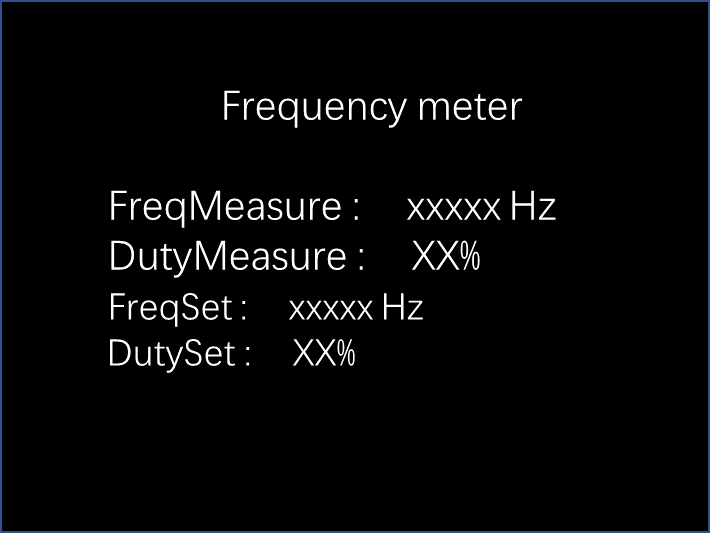 Frequency meter
FreqMeasure : xxxxx Hz
DutyMeasure : XX%
FreqSet : xxxxx Hz
DutySet : XX%